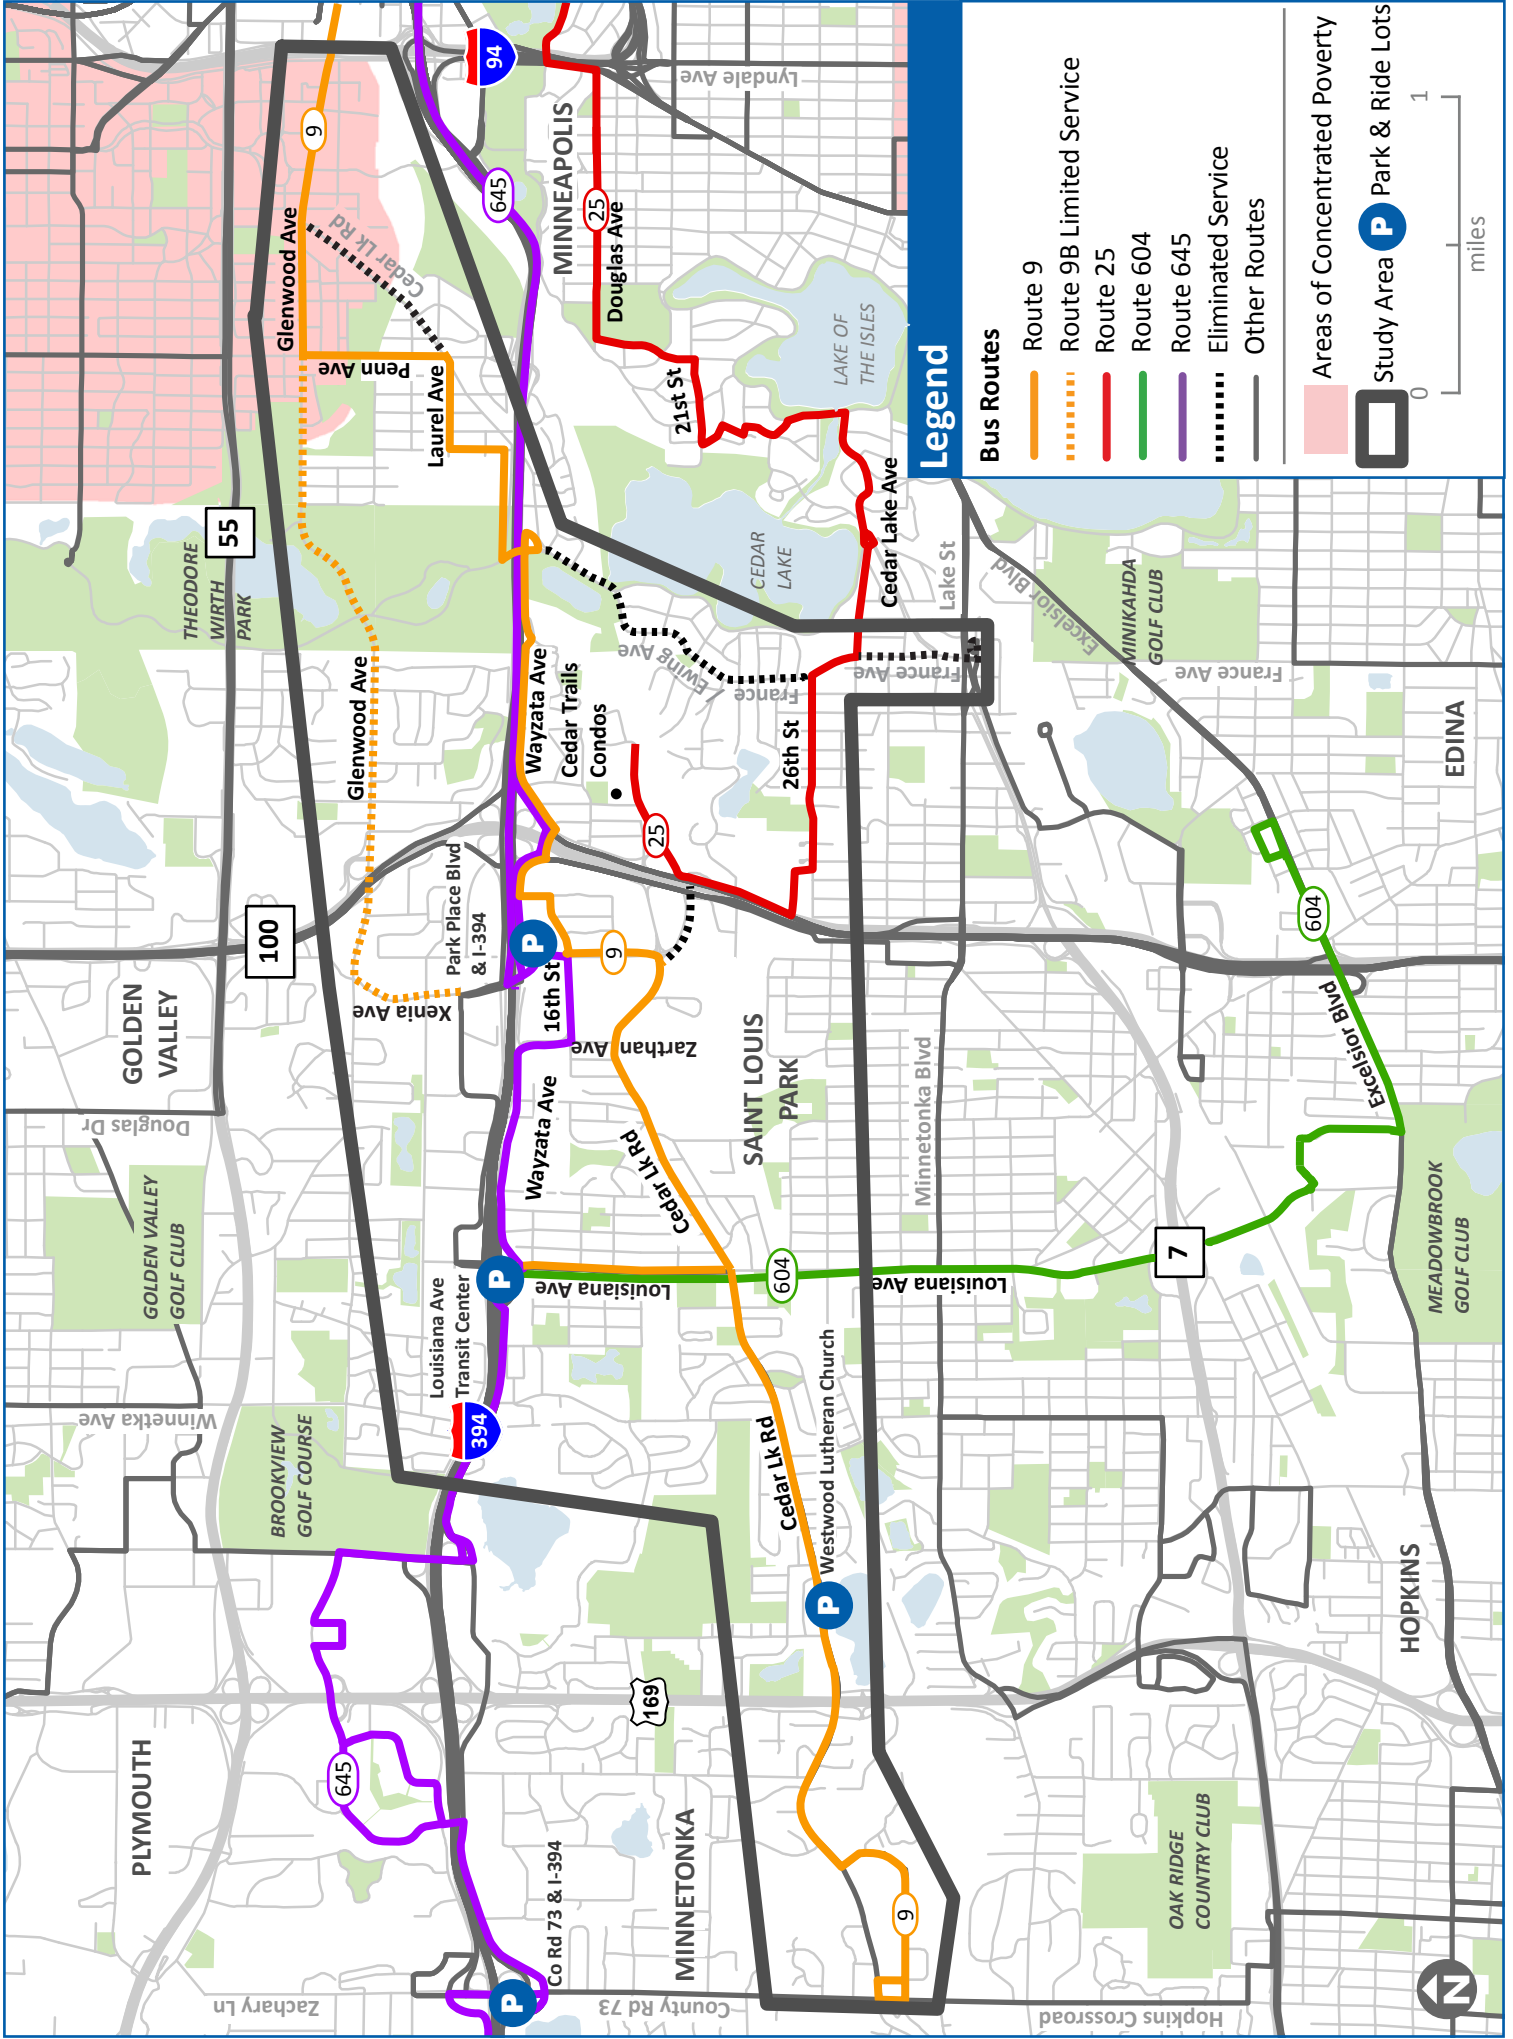 PLYMOUTH
GOLDEN
VALLEY
MINNEAPOLIS
SAINT LOUIS
PARK
MINNETONKA
HOPKINS
EDINA
THEODORE
WIRTH
PARK
GOLDEN VALLEY
GOLF CLUB
BROOKVIEW
GOLF COURSE
CEDAR
LAKE
LAKE OF
THE ISLES
MINIKAHDA
GOLF CLUB
MEADOWBROOK
GOLF CLUB
OAK RIDGE
COUNTRY CLUB
Zachary Ln
County Rd 73
Hopkins Crossroad
Co Rd 73 & I-394
P
645
169
Winnetka Ave
394
Louisiana Ave
Transit Center
P
Louisiana Ave
604
Louisiana Ave
7
Westwood Lutheran Church
P
Cedar Lk Rd
Cedar Lk Rd
9
Douglas Dr
Wayzata Ave
Zarthan Ave
16th St
P
Park Place Blvd
& I-394
Xenia Ave
100
9
25
Cedar Trails
Condos
Wayzata Ave
Glenwood Ave
55
26th St
France / Ewing Ave
France Ave
France Ave
Minnetonka Blvd
Lake St
Excelsior Blvd
Excelsior Blvd
604
Cedar Lake Ave
21st St
Douglas Ave
25
Laurel Ave
Penn Ave
Glenwood Ave
Cedar Lk Rd
9
645
94
Lyndale Ave
N
Legend
Bus Routes
Route 9
Route 9B Limited Service
Route 25
Route 604
Route 645
Eliminated Service
Other Routes
Areas of Concentrated Poverty
Study Area
P Park & Ride Lots
0 1
miles